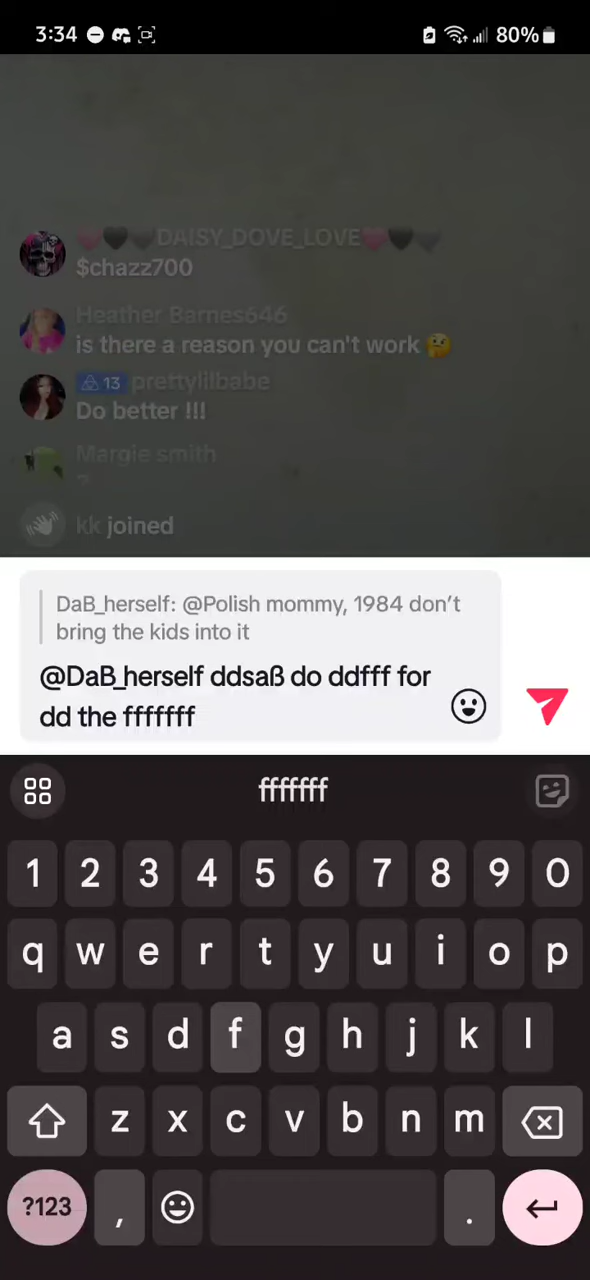 3:34 80%
DAISY_DOVE_LOVE
$chazz700
Heather Barnes646
is there a reason you can't work 🤔
13 prettylilbabe
Do better !!!
Margie smith
kk joined
DaB_herself: @Polish mommy, 1984 don't
bring the kids into it
@DaB_herself ddsaß do ddfff for
dd the fffffff
fffffff
1 2 3 4 5 6 7 8 9 0
q w e r t y u i o p
a s d f g h j k l
z x c v b n m
?123 , .